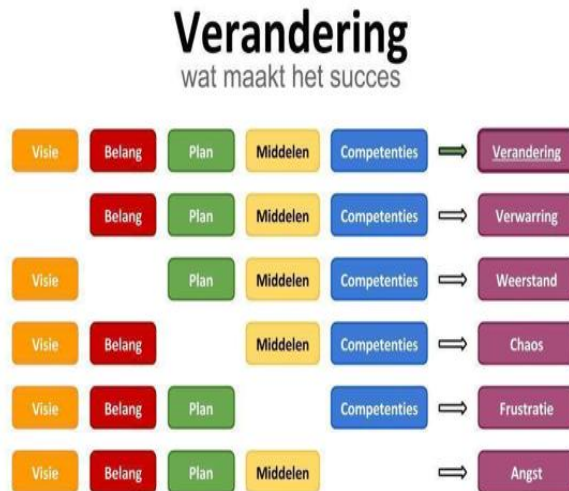 Verandering
wat maakt het succes
Visie Belang Plan Middelen Competenties Verandering
Belang Plan Middelen Competenties Verwarring
Visie Plan Middelen Competenties Weerstand
Visie Belang Middelen Competenties Chaos
Visie Belang Plan Competenties Frustratie
Visie Belang Plan Middelen Angst